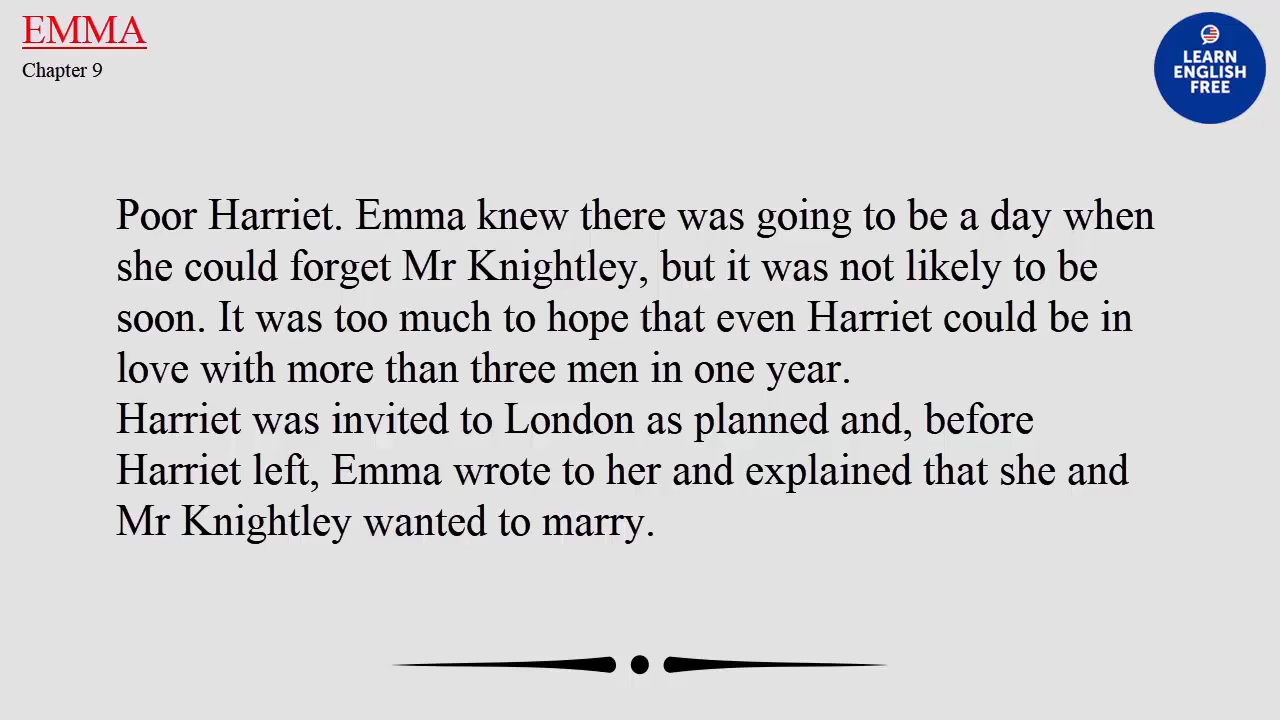 EMMA
Chapter 9
LEARN
ENGLISH
FREE
Poor Harriet. Emma knew there was going to be a day when
she could forget Mr Knightley, but it was not likely to be
soon. It was too much to hope that even Harriet could be in
love with more than three men in one year.
Harriet was invited to London as planned and, before
Harriet left, Emma wrote to her and explained that she and
Mr Knightley wanted to marry.